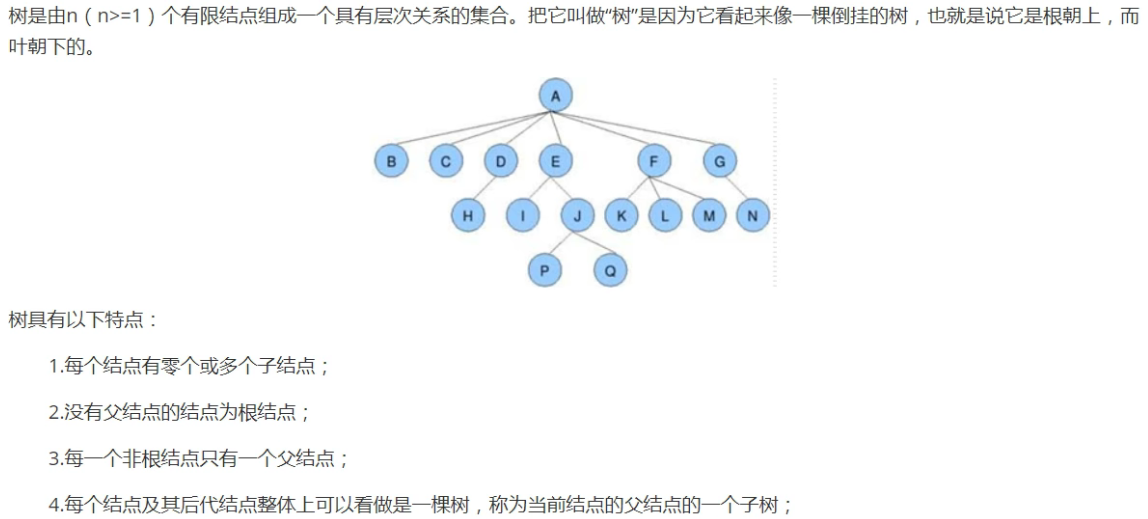 树是由n（n>=1）个有限结点组成一个具有层次关系的集合。把它叫做“树”是因为它看起来像一棵倒挂的树，也就是说它是根朝上，而
叶朝下的。
A
B C D E F G
H I J K L M N
P Q
树具有以下特点：
1.每个结点有零个或多个子结点；
2.没有父结点的结点为根结点；
3.每一个非根结点只有一个父结点；
4.每个结点及其后代结点整体上可以看做是一棵树，称为当前结点的父结点的一个子树；